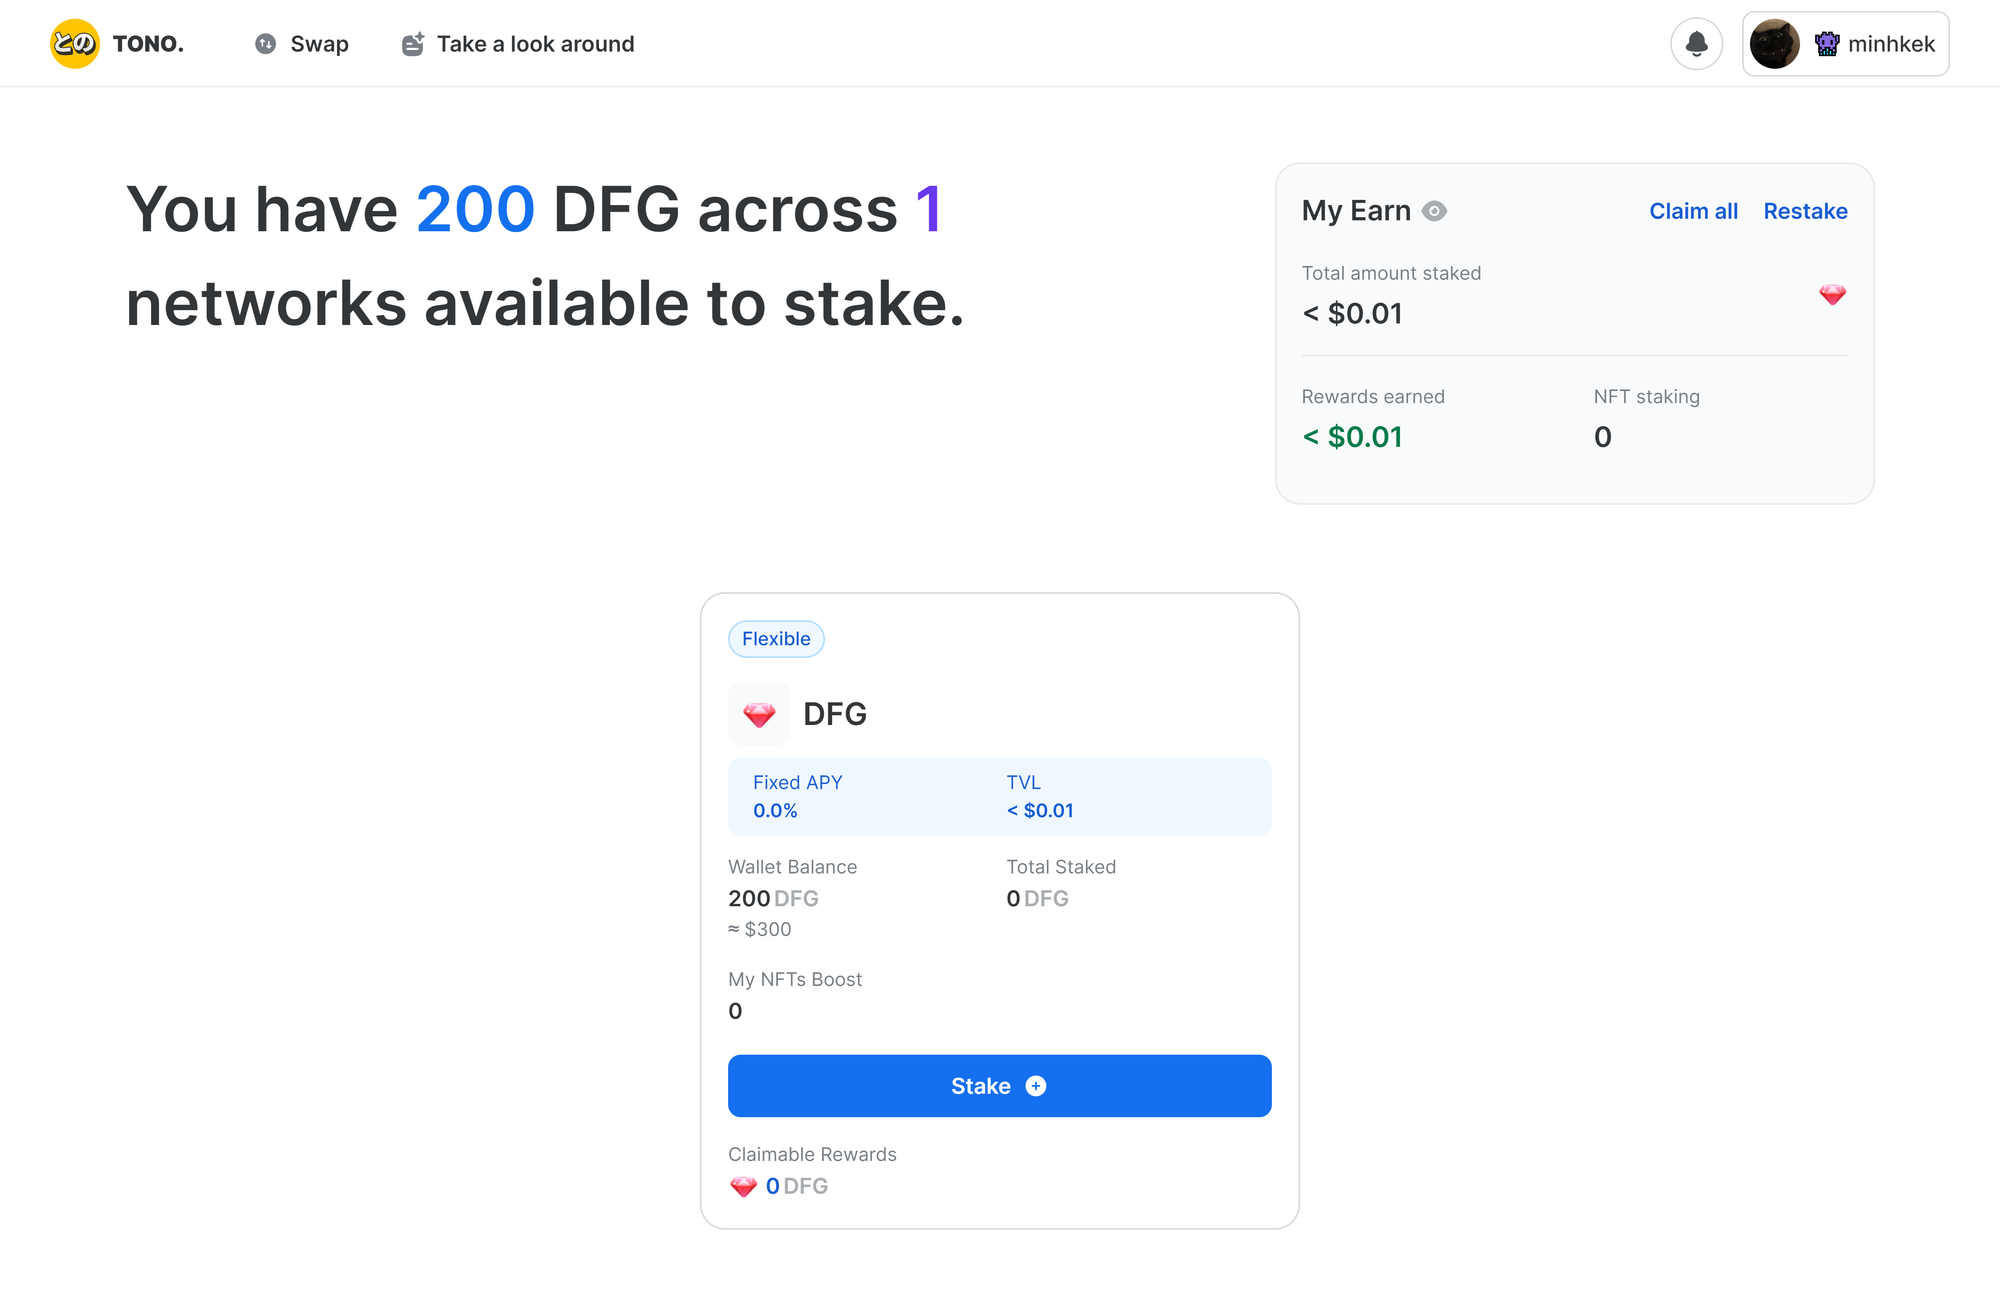 との TONO.
Swap
Take a look around
minhkek
You have 200 DFG across 1
networks available to stake.
My Earn
Claim all
Restake
Total amount staked
< $0.01
Rewards earned
NFT staking
< $0.01
0
Flexible
DFG
Fixed APY
TVL
0.0%
< $0.01
Wallet Balance
Total Staked
200 DFG
0 DFG
≈ $300
My NFTs Boost
0
Stake
Claimable Rewards
0 DFG